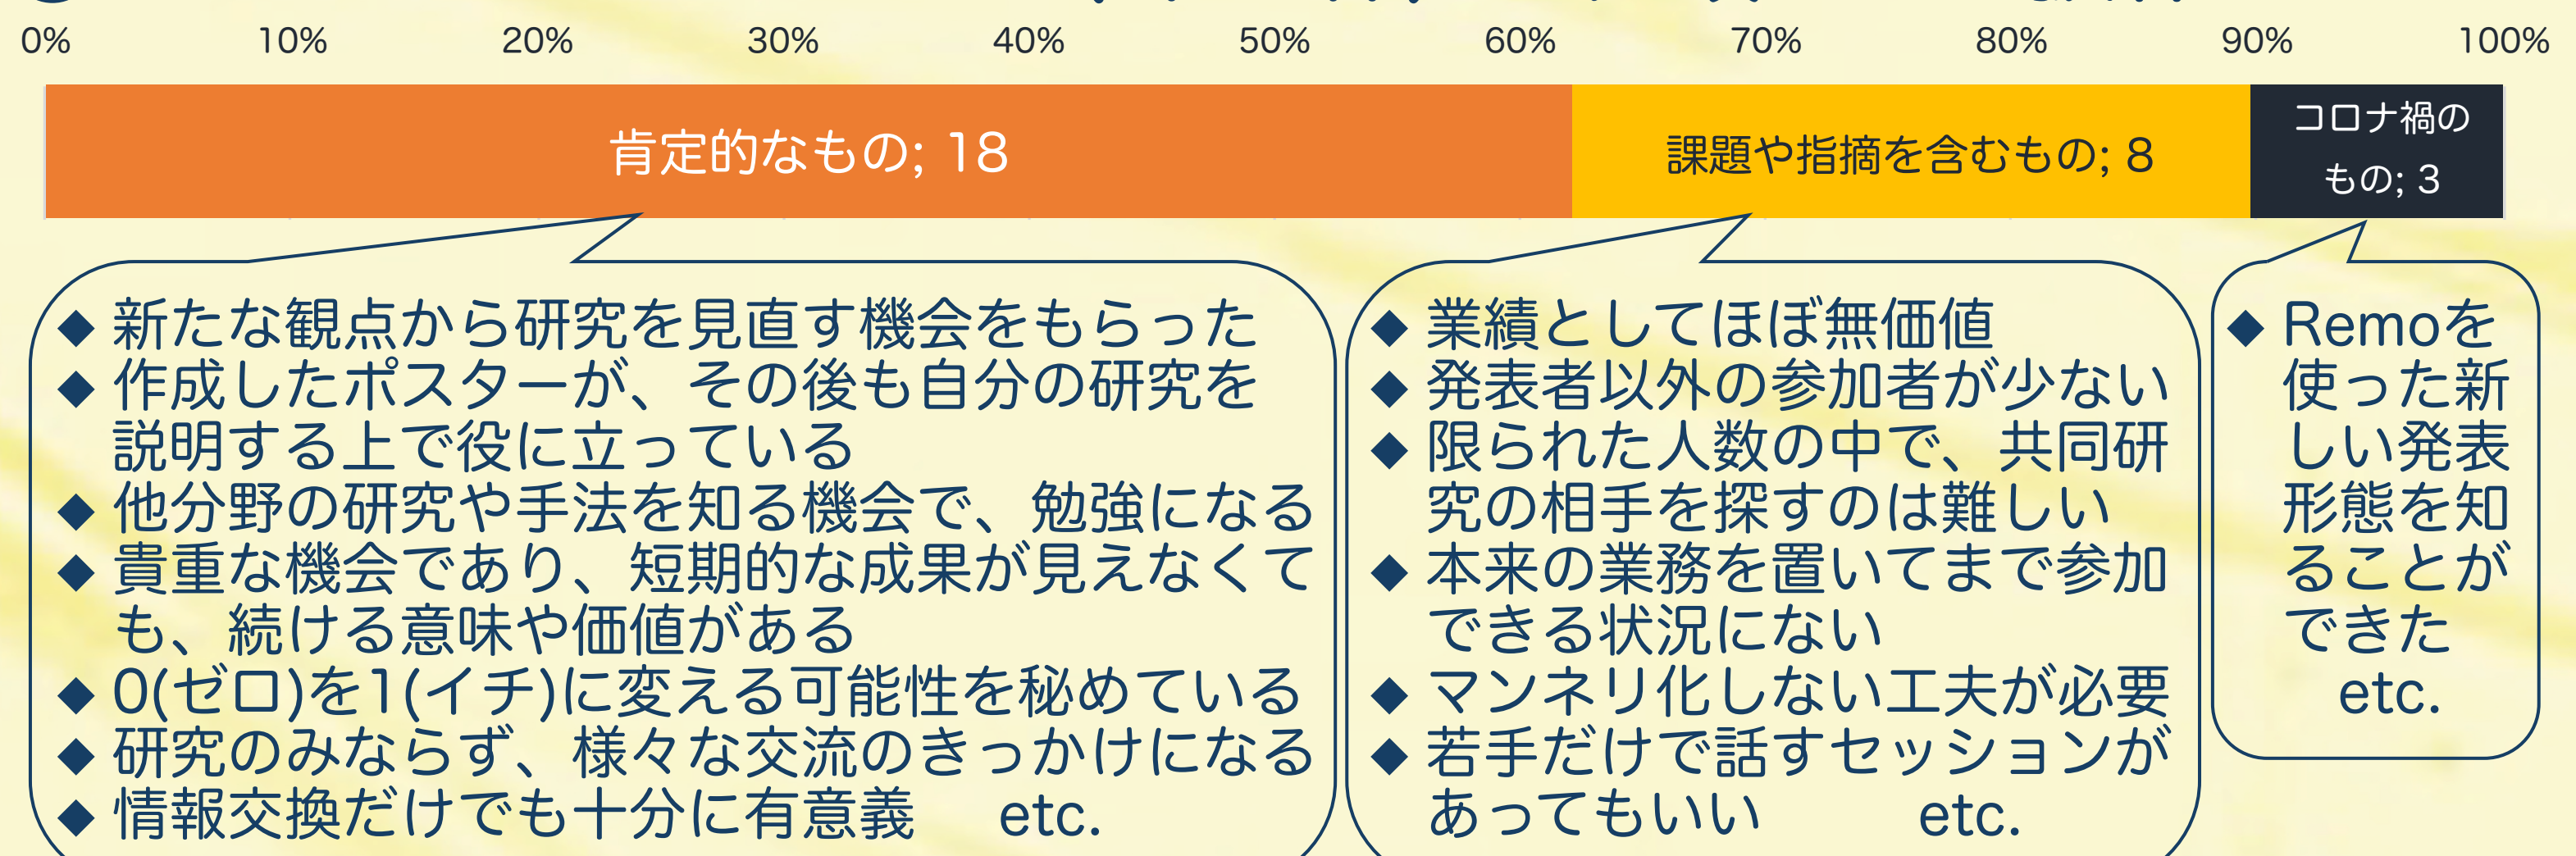 0% 10% 20% 30% 40% 50% 60% 70% 80% 90% 100%
肯定的なもの; 18
課題や指摘を含むもの; 8
コロナ禍の
もの; 3
◆ 新たな観点から研究を見直す機会をもらった
◆ 作成したポスターが、その後も自分の研究を
説明する上で役に立っている
◆ 他分野の研究や手法を知る機会で、勉強になる
◆ 貴重な機会であり、短期的な成果が見えなくて
も、続ける意味や価値がある
◆ 0(ゼロ)を1(イチ)に変える可能性を秘めている
◆ 研究のみならず、様々な交流のきっかけになる
◆ 情報交換だけでも十分に有意義 etc.
◆ 業績としてほぼ無価値
◆ 発表者以外の参加者が少ない
◆ 限られた人数の中で、共同研
究の相手を探すのは難しい
◆ 本来の業務を置いてまで参加
できる状況にない
◆ マンネリ化しない工夫が必要
◆ 若手だけで話すセッションが
あってもいい etc.
◆ Remoを
使った新
しい発表
形態を知
ることが
できた
etc.